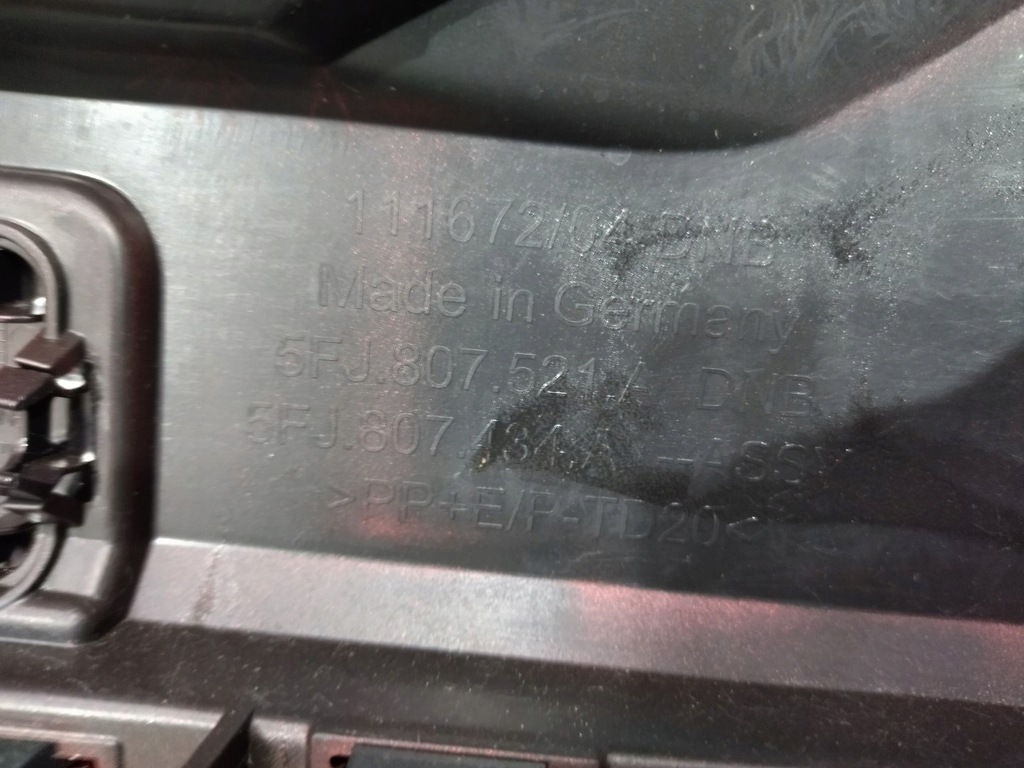 111672/04 DNB
Made in Germany
5FJ.807.521 A DNB
5FJ.807.434.A --ASSY
>PP+E/P-TD20<